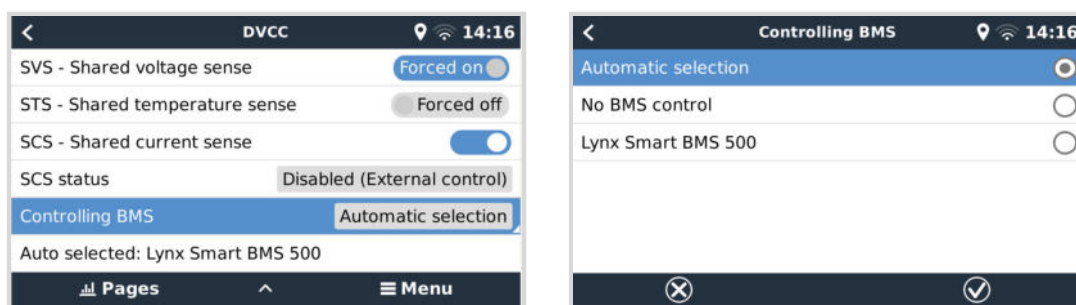 DVCC 14:16
SVS - Shared voltage sense Forced on
STS - Shared temperature sense Forced off
SCS - Shared current sense
SCS status Disabled (External control)
Controlling BMS Automatic selection
Auto selected: Lynx Smart BMS 500
Pages Menu
Controlling BMS 14:16
Automatic selection
No BMS control
Lynx Smart BMS 500